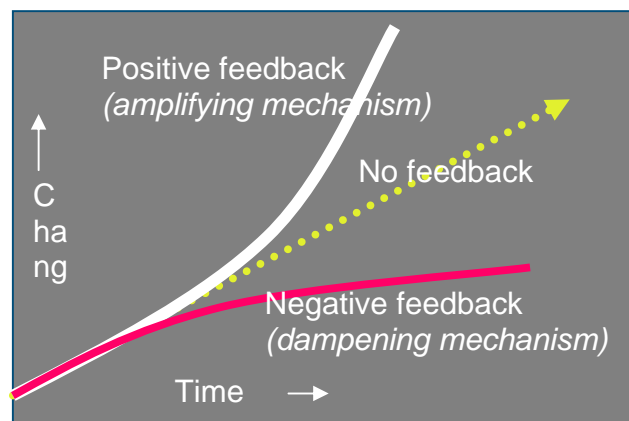 Positive feedback
(amplifying mechanism)
No feedback
C
ha
ng
Negative feedback
(dampening mechanism)
Time